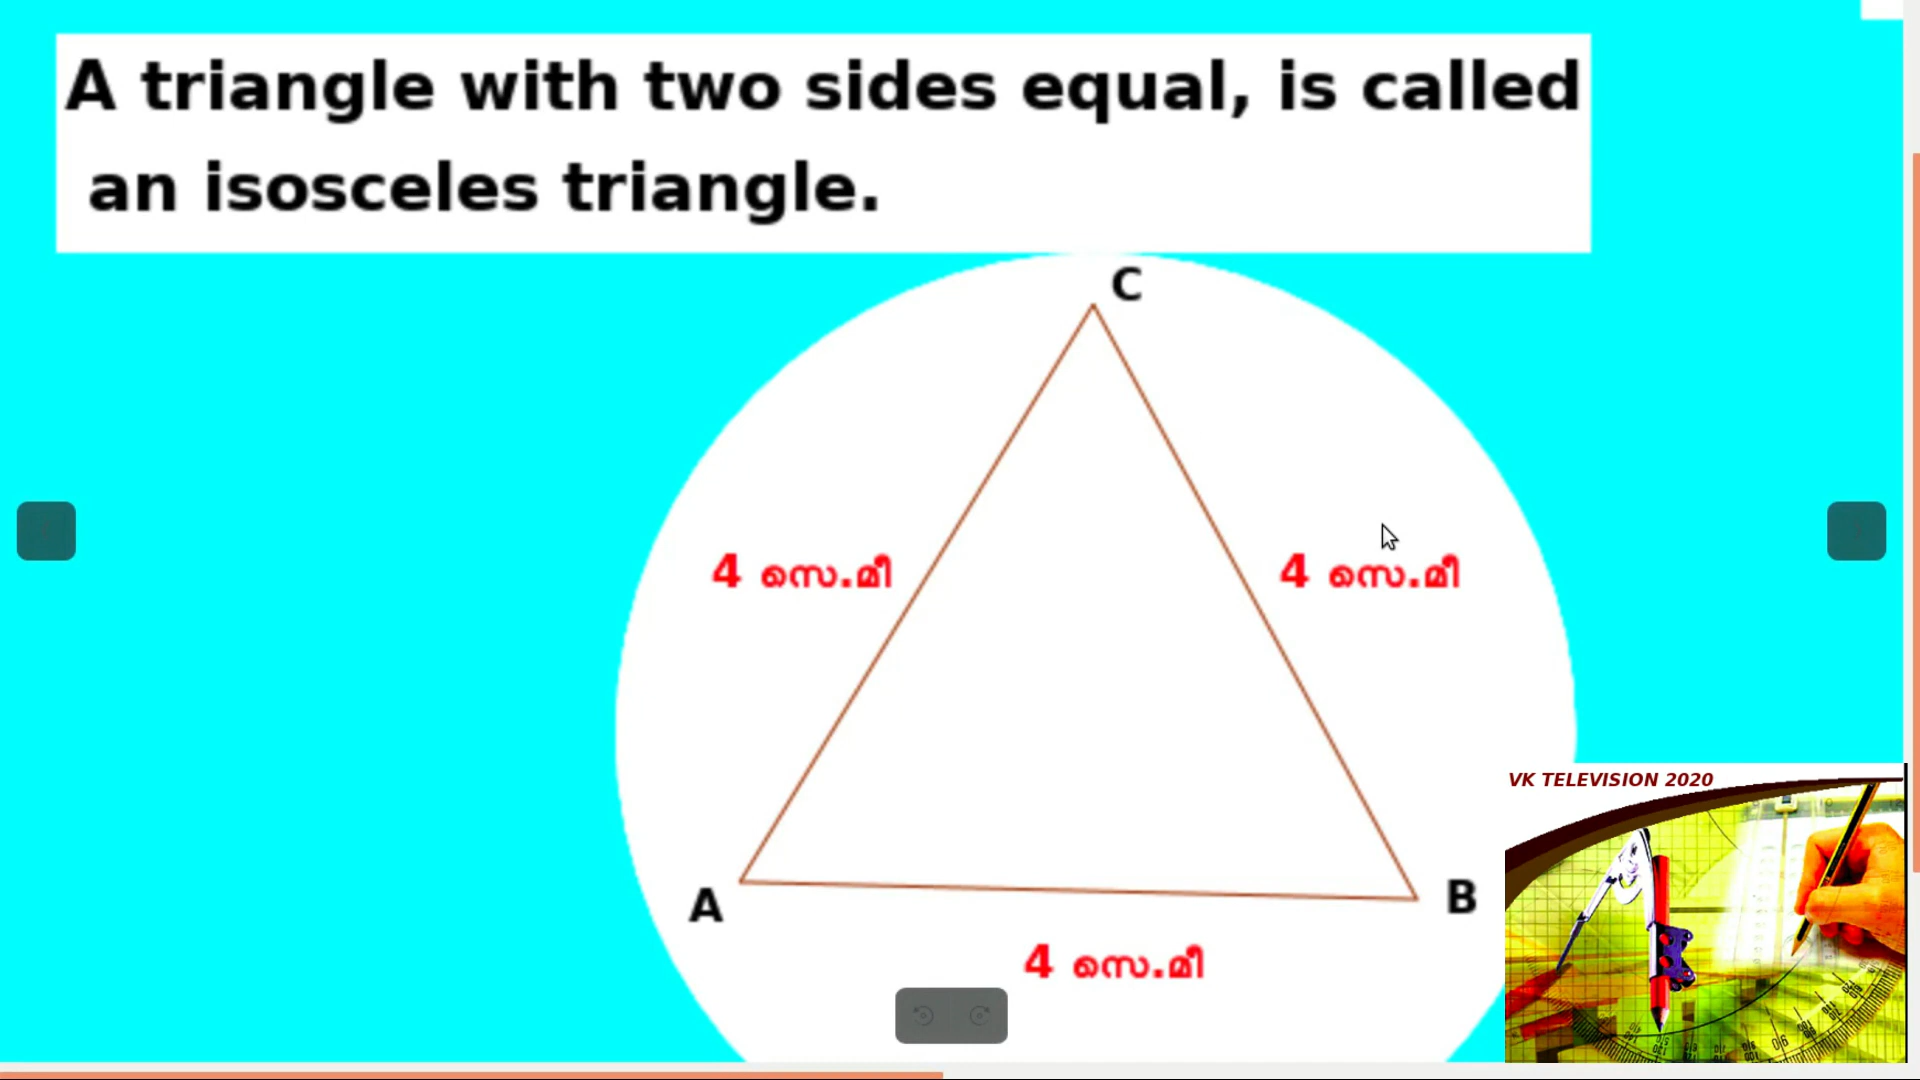 A triangle with two sides equal, is called
an isosceles triangle.
C
4 സെ.മീ
4 സെ.മീ
A
B
4 സെ.മീ
VK TELEVISION 2020